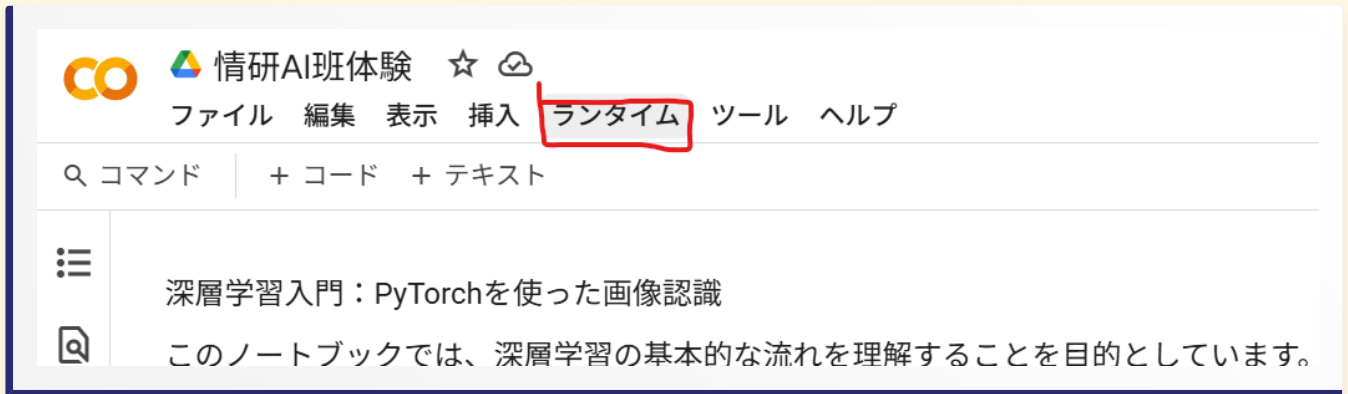 情研AI班体験
ファイル 編集 表示 挿入 ランタイム ツール ヘルプ
コマンド + コード + テキスト
深層学習入門：PyTorchを使った画像認識
このノートブックでは、深層学習の基本的な流れを理解することを目的としています。